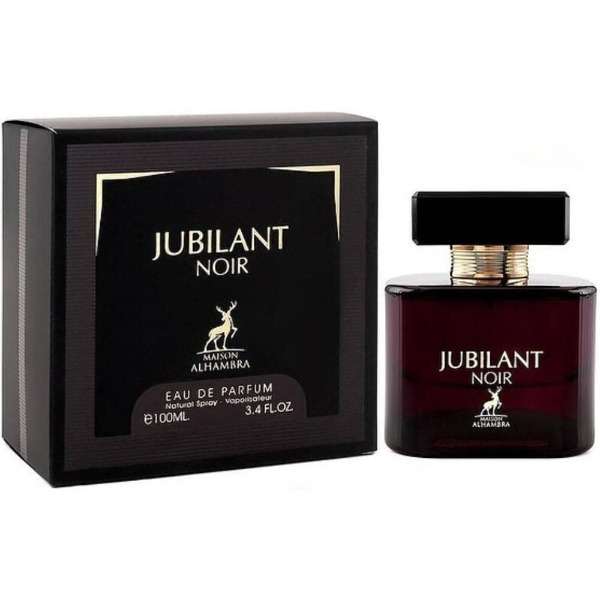 JUBILANT
NOIR
MAISON
ALHAMBRA
EAU DE PARFUM
Natural Spray - Vaporisateur
℮100ML 3.4 FL.OZ
JUBILANT
NOIR
MAISON
ALHAMBRA